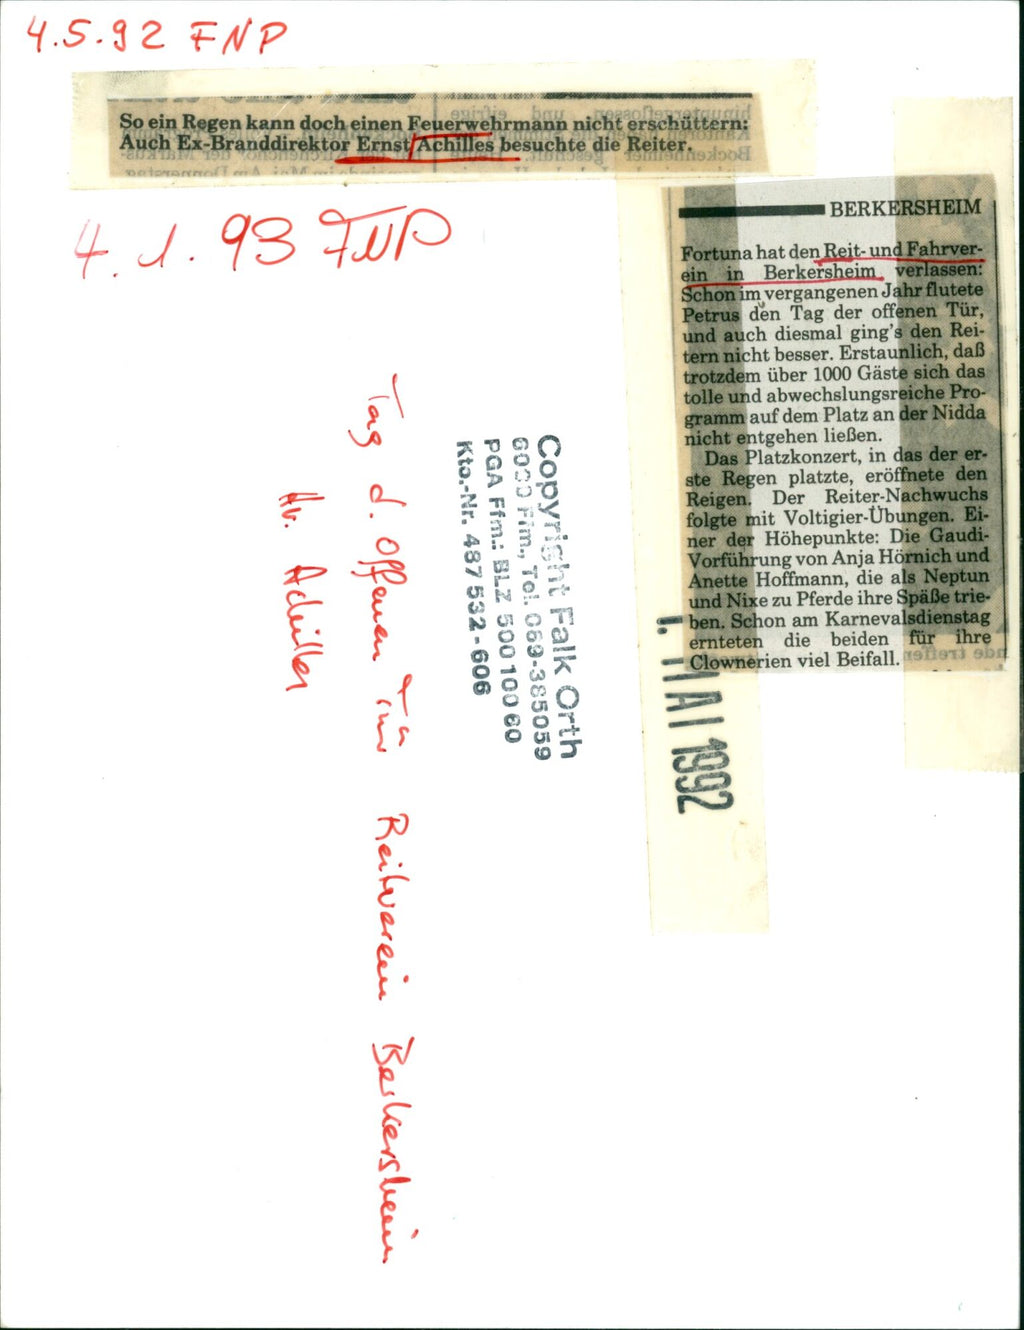 4.5.92 FNP
So ein Regen kann doch einen Feuerwehrmann nicht erschüttern:
Auch Ex-Branddirektor Ernst Achilles besuchte die Reiter.
4.1.93 FNP
BERKERSHEIM
Fortuna hat den Reit- und Fahrver-
ein in Berkersheim verlassen:
Schon im vergangenen Jahr flutete
Petrus den Tag der offenen Tür,
und auch diesmal ging's den Rei-
tern nicht besser. Erstaunlich, daß
trotzdem über 1000 Gäste sich das
tolle und abwechslungsreiche Pro-
gramm auf dem Platz an der Nidda
nicht entgehen ließen.
Das Platzkonzert, in das der er-
ste Regen platzte, eröffnete den
Reigen. Der Reiter-Nachwuchs
folgte mit Voltigier-Übungen. Ei-
ner der Höhepunkte: Die Gaudi-
Vorführung von Anja Hörnich und
Anette Hoffmann, die als Neptun
und Nixe zu Pferde ihre Späße trie-
ben. Schon am Karnevalsdienstag
ernteten die beiden für ihre
Clownerien viel Beifall.
Copyright Falk Orth
6000 Ffm., Tel. 069-385059
PGA Ffm.: BLZ 500 100 60
Kto.-Nr. 487 532-606
Tag d. offenen Tür Reitverein Berkersheim
Hr. Achilles
MAI 1992